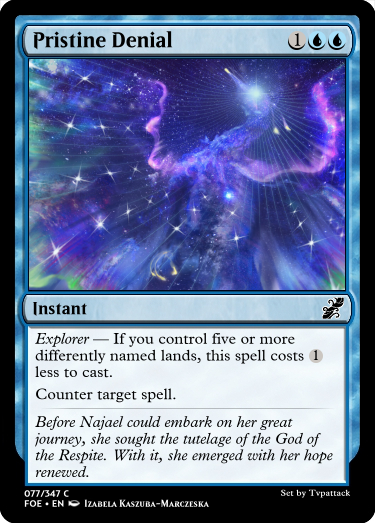 Pristine Denial 1
Instant
Explorer — If you control five or more
differently named lands, this spell costs 1
less to cast.
Counter target spell.
Before Najael could embark on her great
journey, she sought the tutelage of the God of
the Respite. With it, she emerged with her hope
renewed.
077/347 C Set by Tvpattack
FOE • EN Izabela Kaszuba-Marczeska